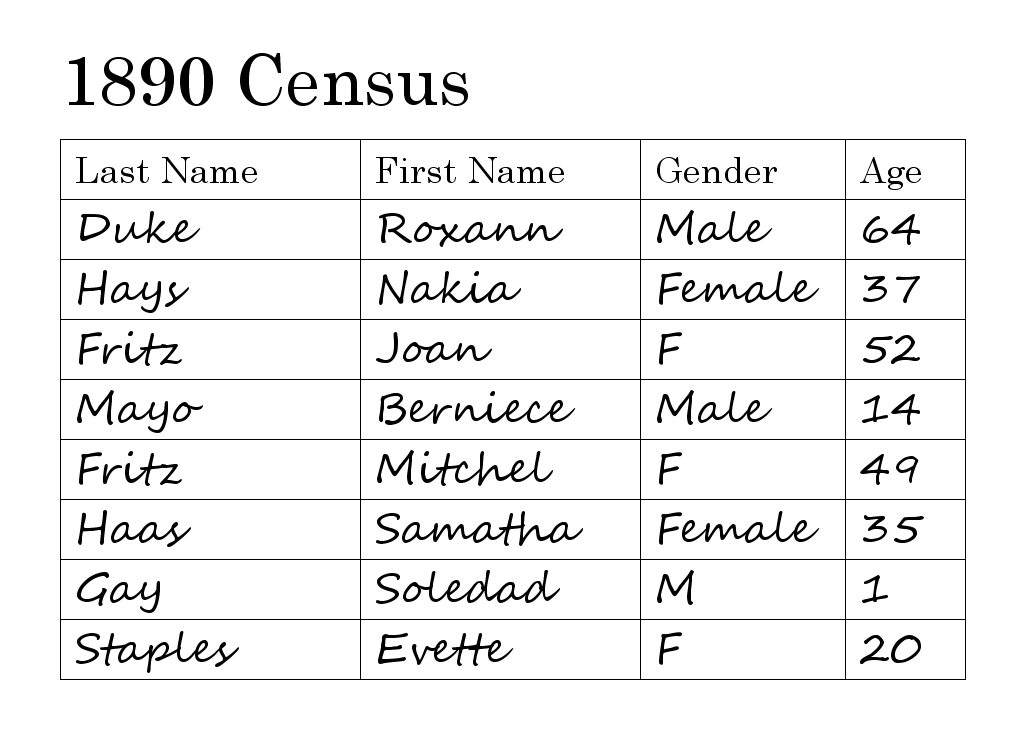 1890 Census
Last Name First Name Gender Age
Duke Roxann Male 64
Hays Nakia Female 37
Fritz Joan F 52
Mayo Berniece Male 14
Fritz Mitchel F 49
Haas Samatha Female 35
Gay Soledad M 1
Staples Evette F 20